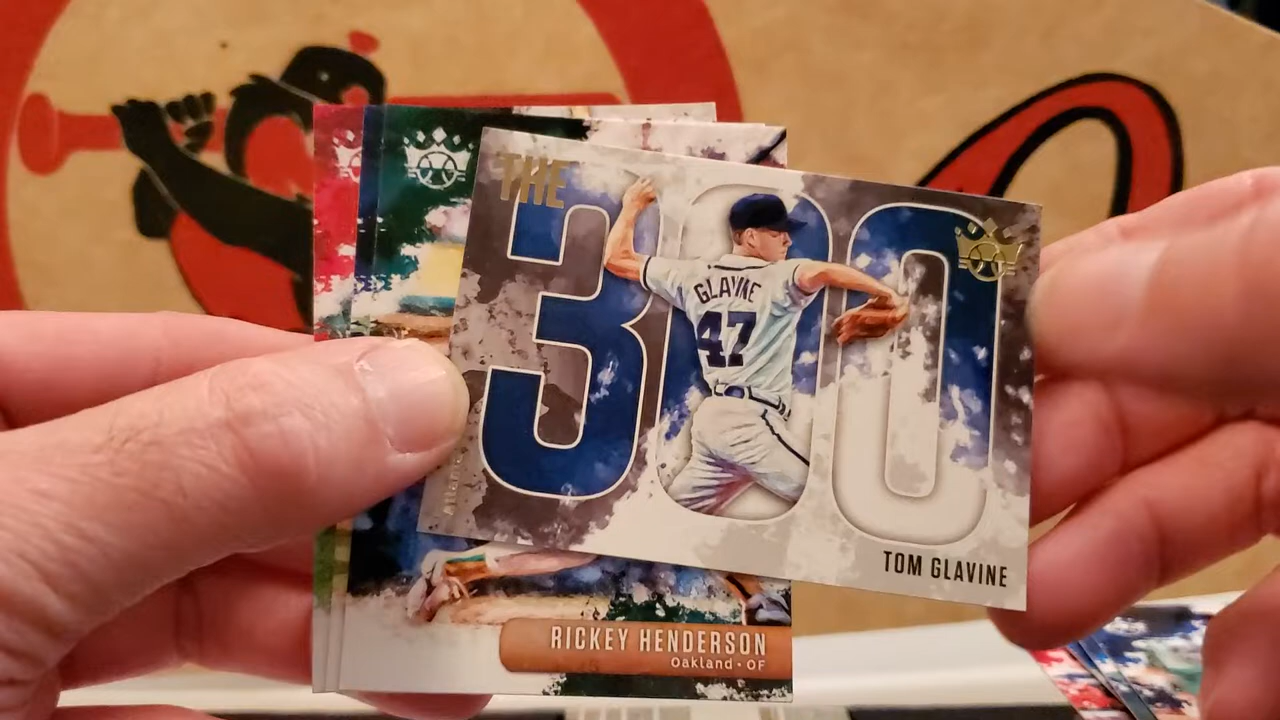 THE
300
GLAVINE
47
TOM GLAVINE
RICKEY HENDERSON
Oakland • OF